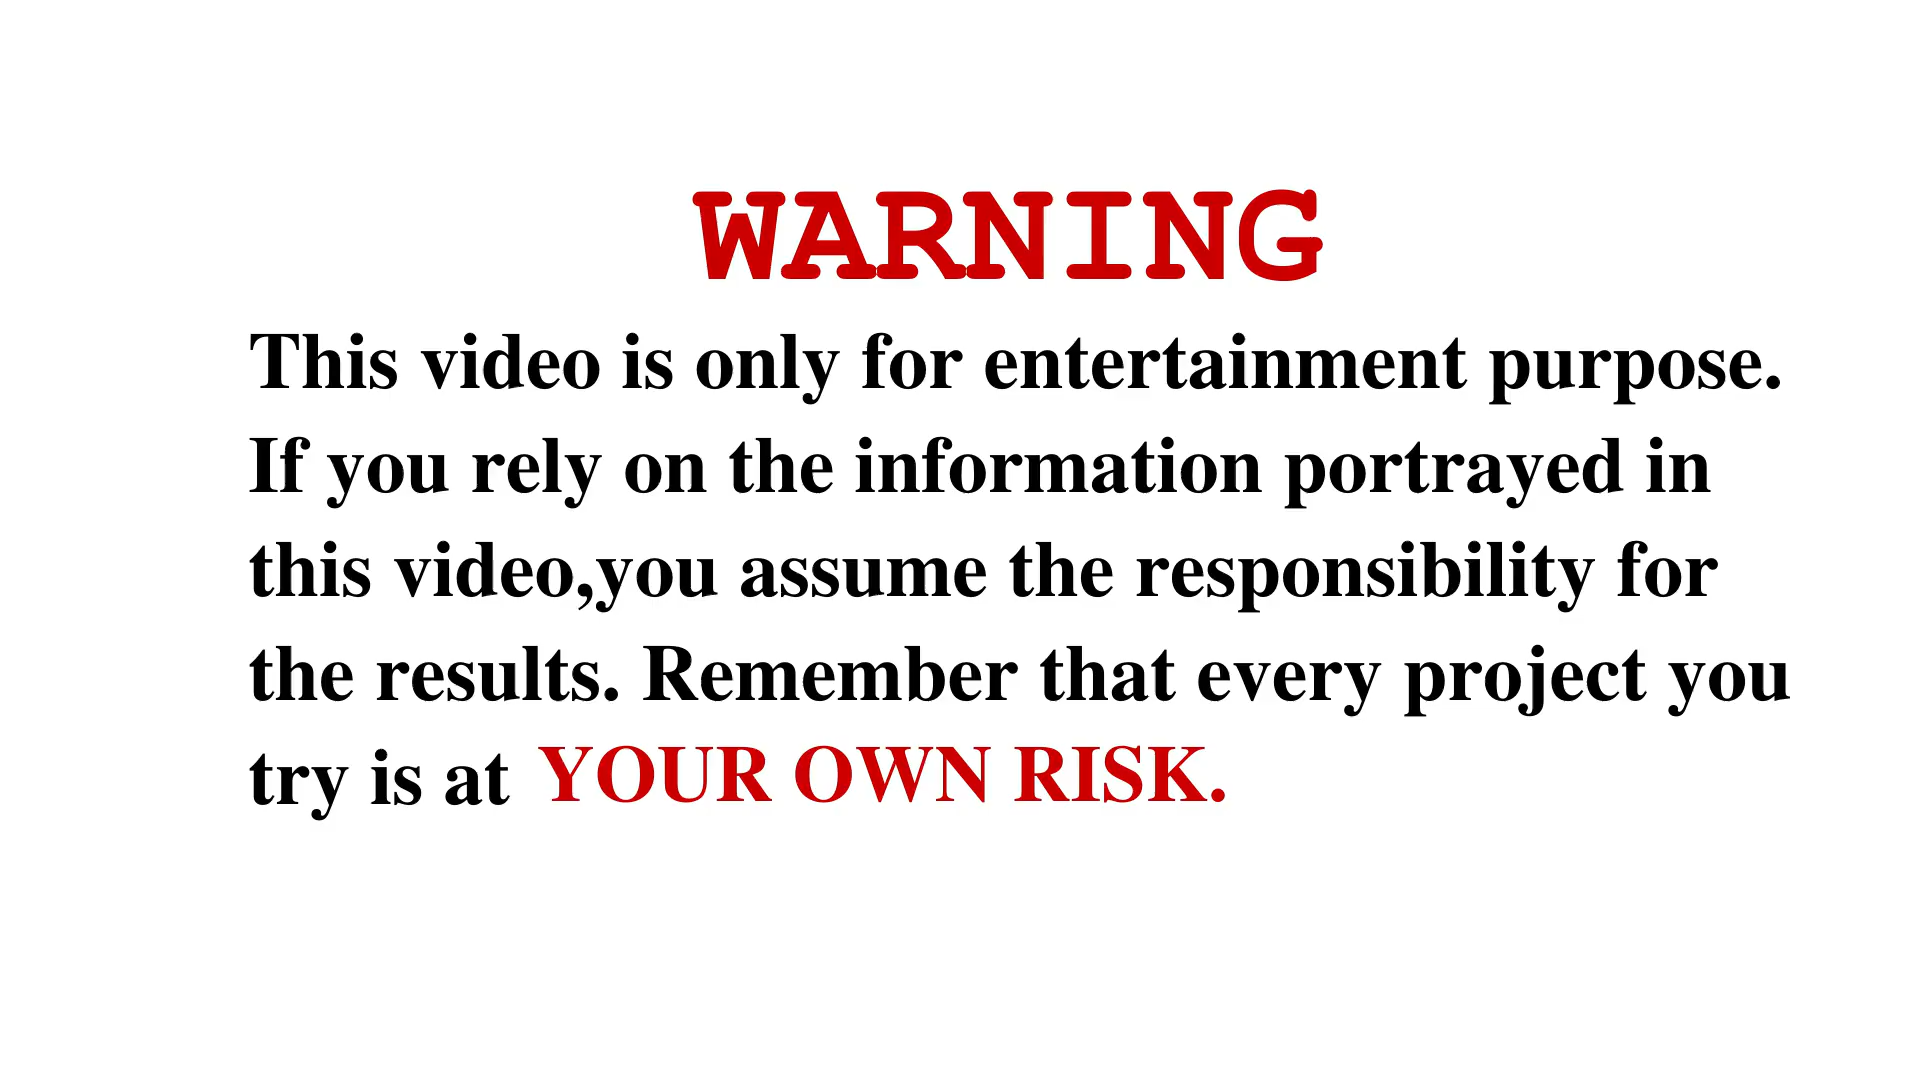 WARNING
This video is only for entertainment purpose.
If you rely on the information portrayed in
this video,you assume the responsibility for
the results. Remember that every project you
try is at YOUR OWN RISK.